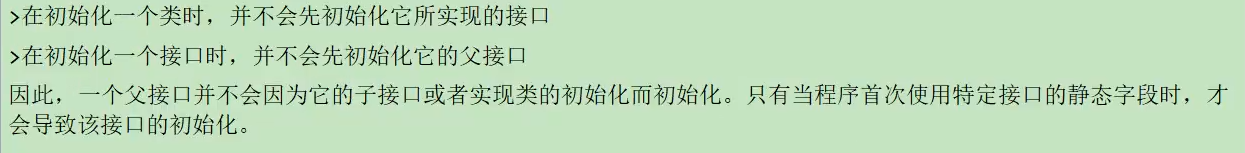 >在初始化一个类时，并不会先初始化它所实现的接口
>在初始化一个接口时，并不会先初始化它的父接口
因此，一个父接口并不会因为它的子接口或者实现类的初始化而初始化。只有当程序首次使用特定接口的静态字段时，才
会导致该接口的初始化。